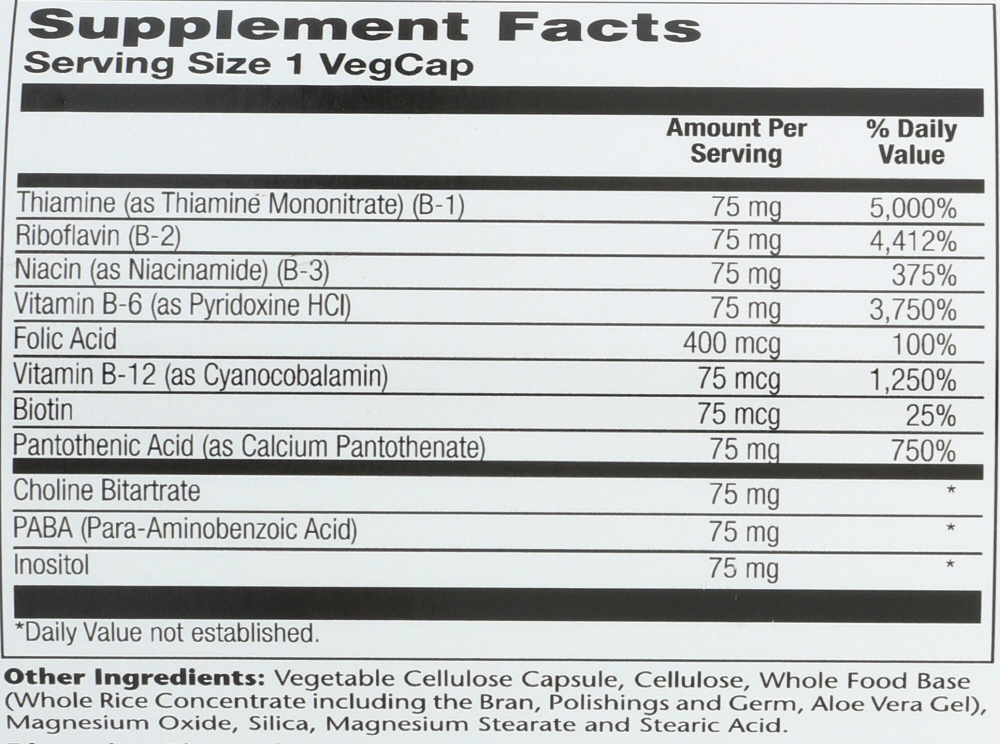 Supplement Facts
Serving Size 1 VegCap
Amount Per Serving % Daily Value
Thiamine (as Thiamine Mononitrate) (B-1) 75 mg 5,000%
Riboflavin (B-2) 75 mg 4,412%
Niacin (as Niacinamide) (B-3) 75 mg 375%
Vitamin B-6 (as Pyridoxine HCl) 75 mg 3,750%
Folic Acid 400 mcg 100%
Vitamin B-12 (as Cyanocobalamin) 75 mcg 1,250%
Biotin 75 mcg 25%
Pantothenic Acid (as Calcium Pantothenate) 75 mg 750%
Choline Bitartrate 75 mg *
PABA (Para-Aminobenzoic Acid) 75 mg *
Inositol 75 mg *
*Daily Value not established.
Other Ingredients: Vegetable Cellulose Capsule, Cellulose, Whole Food Base
(Whole Rice Concentrate including the Bran, Polishings and Germ, Aloe Vera Gel),
Magnesium Oxide, Silica, Magnesium Stearate and Stearic Acid.